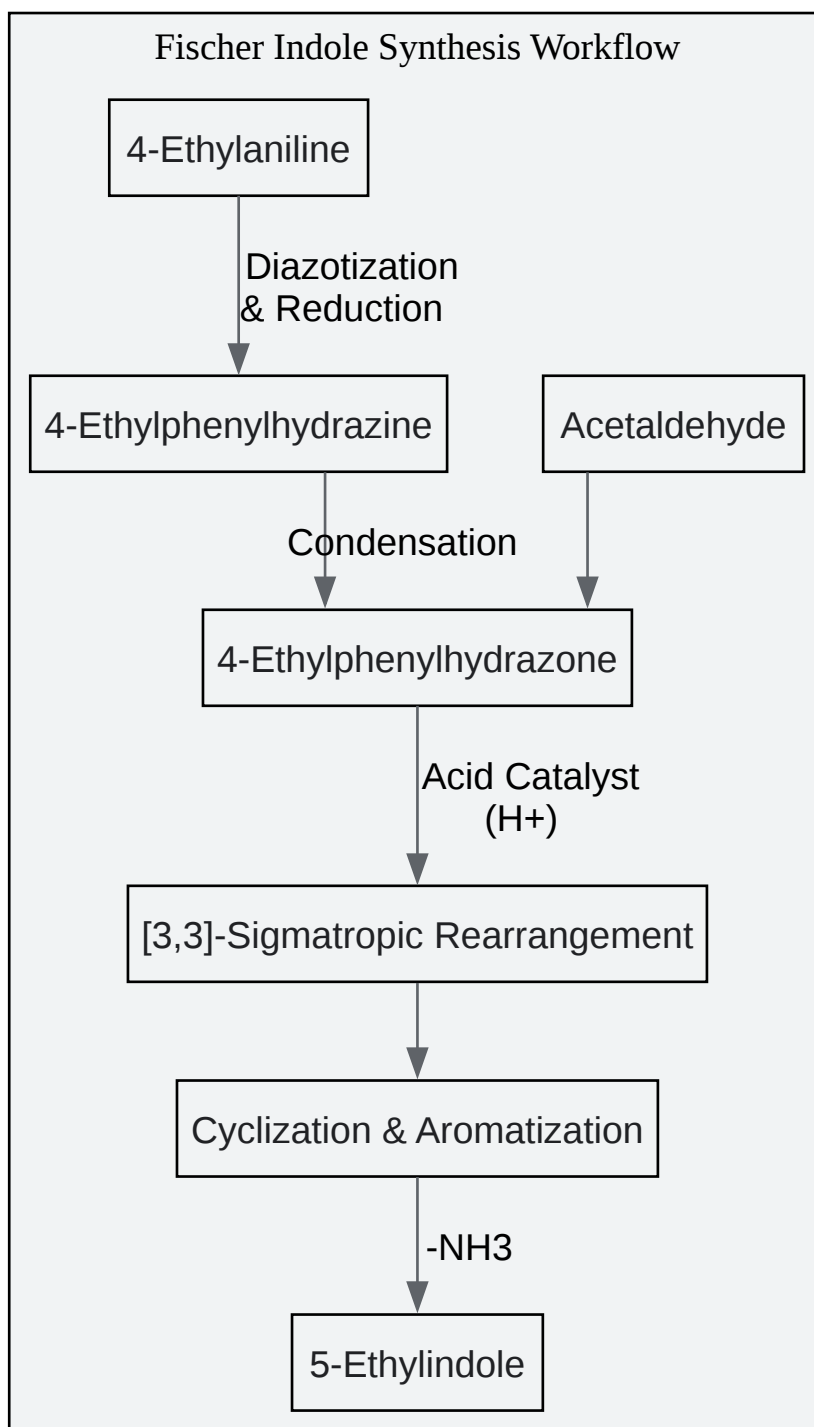 Fischer Indole Synthesis Workflow
4-Ethylaniline
Diazotization
& Reduction
4-Ethylphenylhydrazine
Acetaldehyde
Condensation
4-Ethylphenylhydrazone
Acid Catalyst
(H+)
[3,3]-Sigmatropic Rearrangement
Cyclization & Aromatization
-NH3
5-Ethylindole